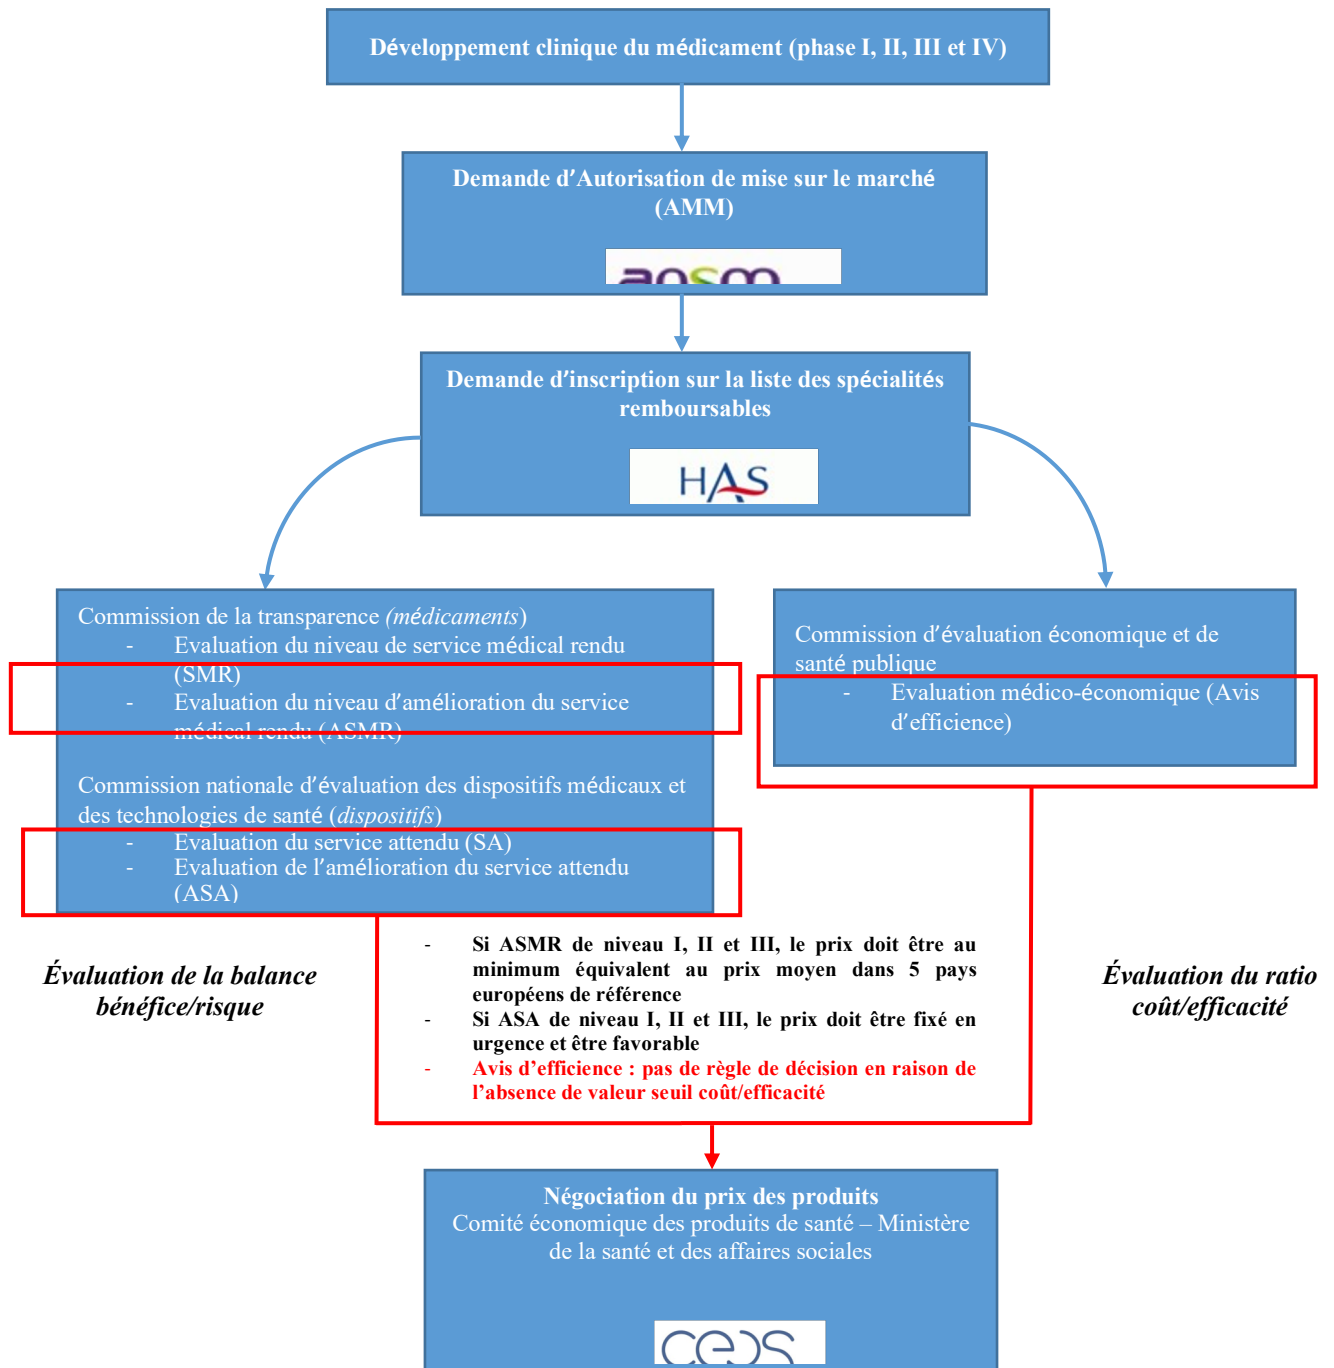 Développement clinique du médicament (phase I, II, III et IV)
Demande d'Autorisation de mise sur le marché
(AMM)
ansm
Demande d'inscription sur la liste des spécialités
remboursables
HAS
Commission de la transparence (médicaments)
- Evaluation du niveau de service médical rendu
(SMR)
- Evaluation du niveau d'amélioration du service
médical rendu (ASMR)
Commission nationale d'évaluation des dispositifs médicaux et
des technologies de santé (dispositifs)
- Evaluation du service attendu (SA)
- Evaluation de l'amélioration du service attendu
(ASA)
Commission d'évaluation économique et de
santé publique
- Evaluation médico-économique (Avis
d'efficience)
Évaluation de la balance
bénéfice/risque
- Si ASMR de niveau I, II et III, le prix doit être au
minimum équivalent au prix moyen dans 5 pays
européens de référence
- Si ASA de niveau I, II et III, le prix doit être fixé en
urgence et être favorable
- Avis d'efficience : pas de règle de décision en raison de
l'absence de valeur seuil coût/efficacité
Évaluation du ratio
coût/efficacité
Négociation du prix des produits
Comité économique des produits de santé – Ministère
de la santé et des affaires sociales
ceps